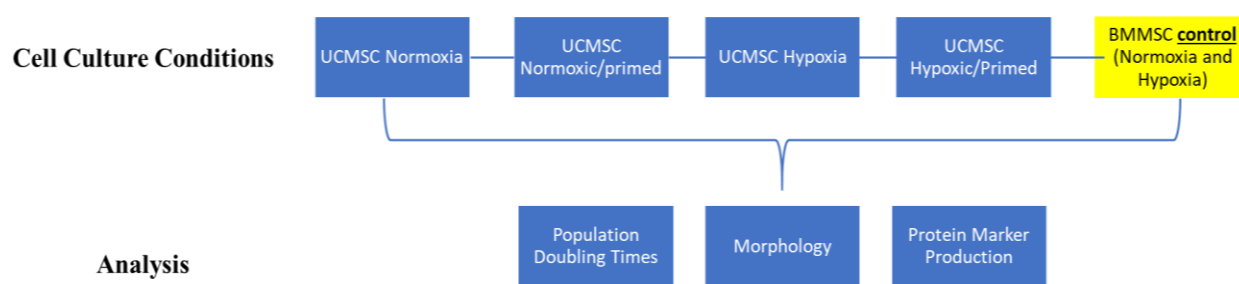 Cell Culture Conditions
UCMSC Normoxia
UCMSC
Normoxic/primed
UCMSC Hypoxia
UCMSC
Hypoxic/Primed
BMMSC control
(Normoxia and
Hypoxia)
Analysis
Population
Doubling Times
Morphology
Protein Marker
Production